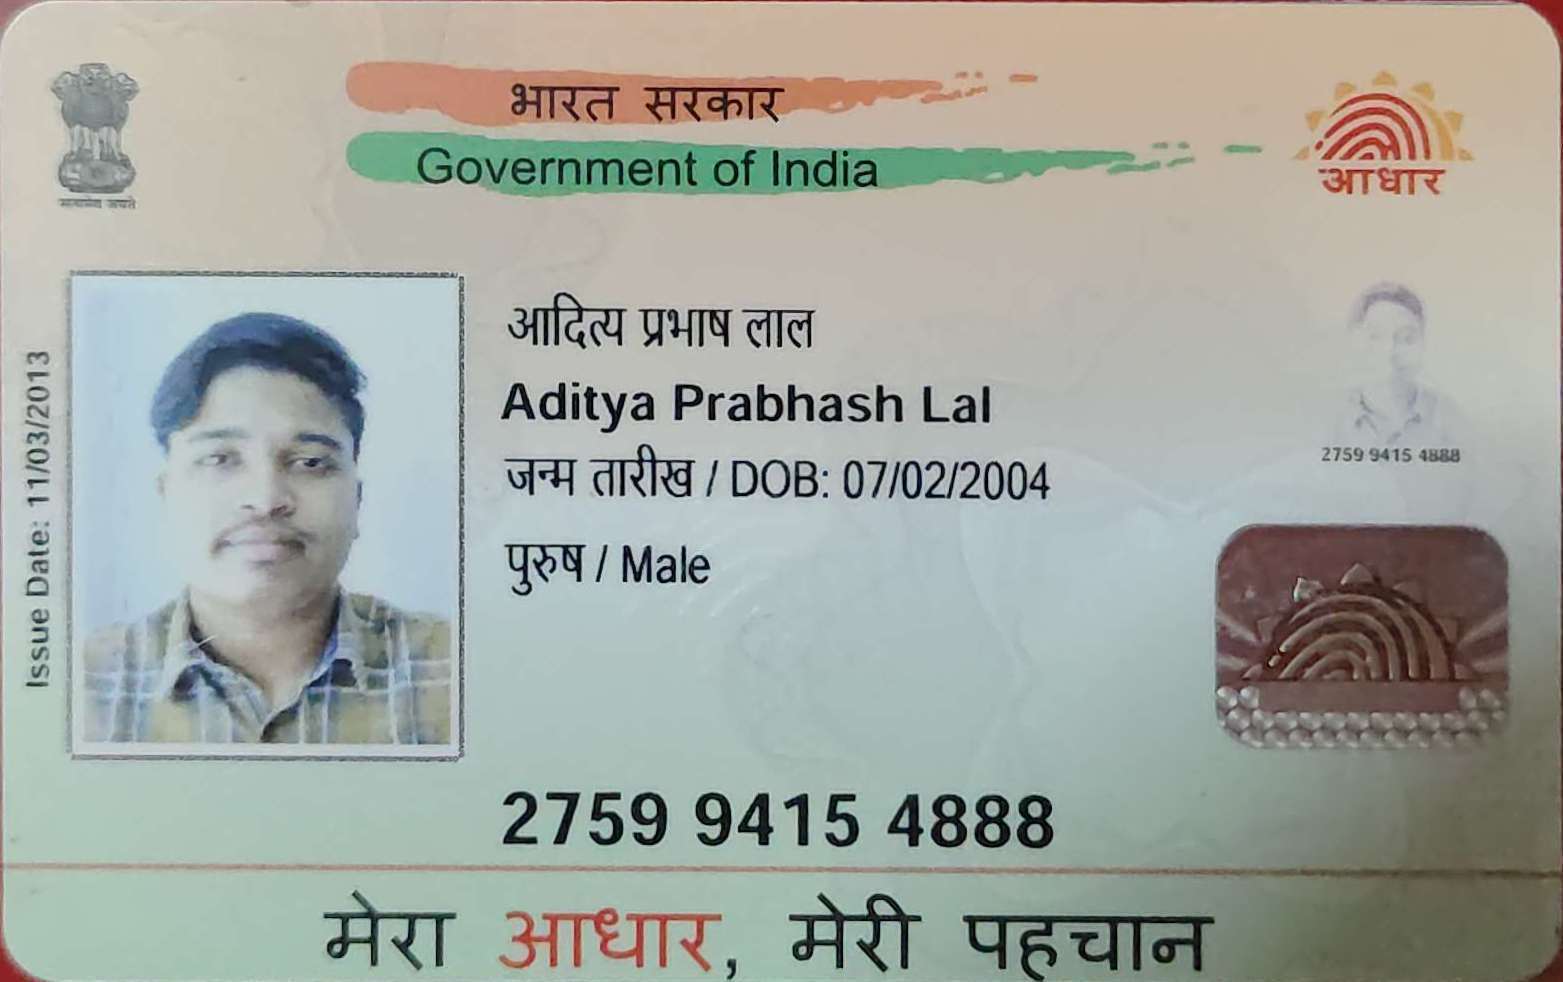 भारत सरकार
Government of India
आधार
सत्यमेव जयते
Issue Date: 11/03/2013
आदित्य प्रभाष लाल
Aditya Prabhash Lal
जन्म तारीख / DOB: 07/02/2004
पुरुष / Male
2759 9415 4888
2759 9415 4888
मेरा आधार, मेरी पहचान